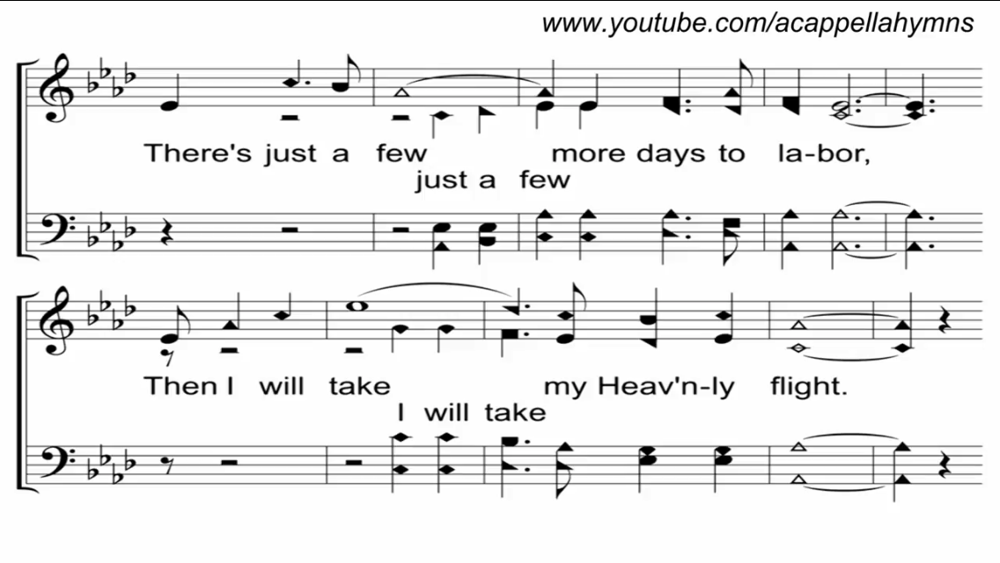 www.youtube.com/acappellahymns
There's just a few more days to la-bor,
just a few
Then I will take my Heav'n-ly flight.
I will take